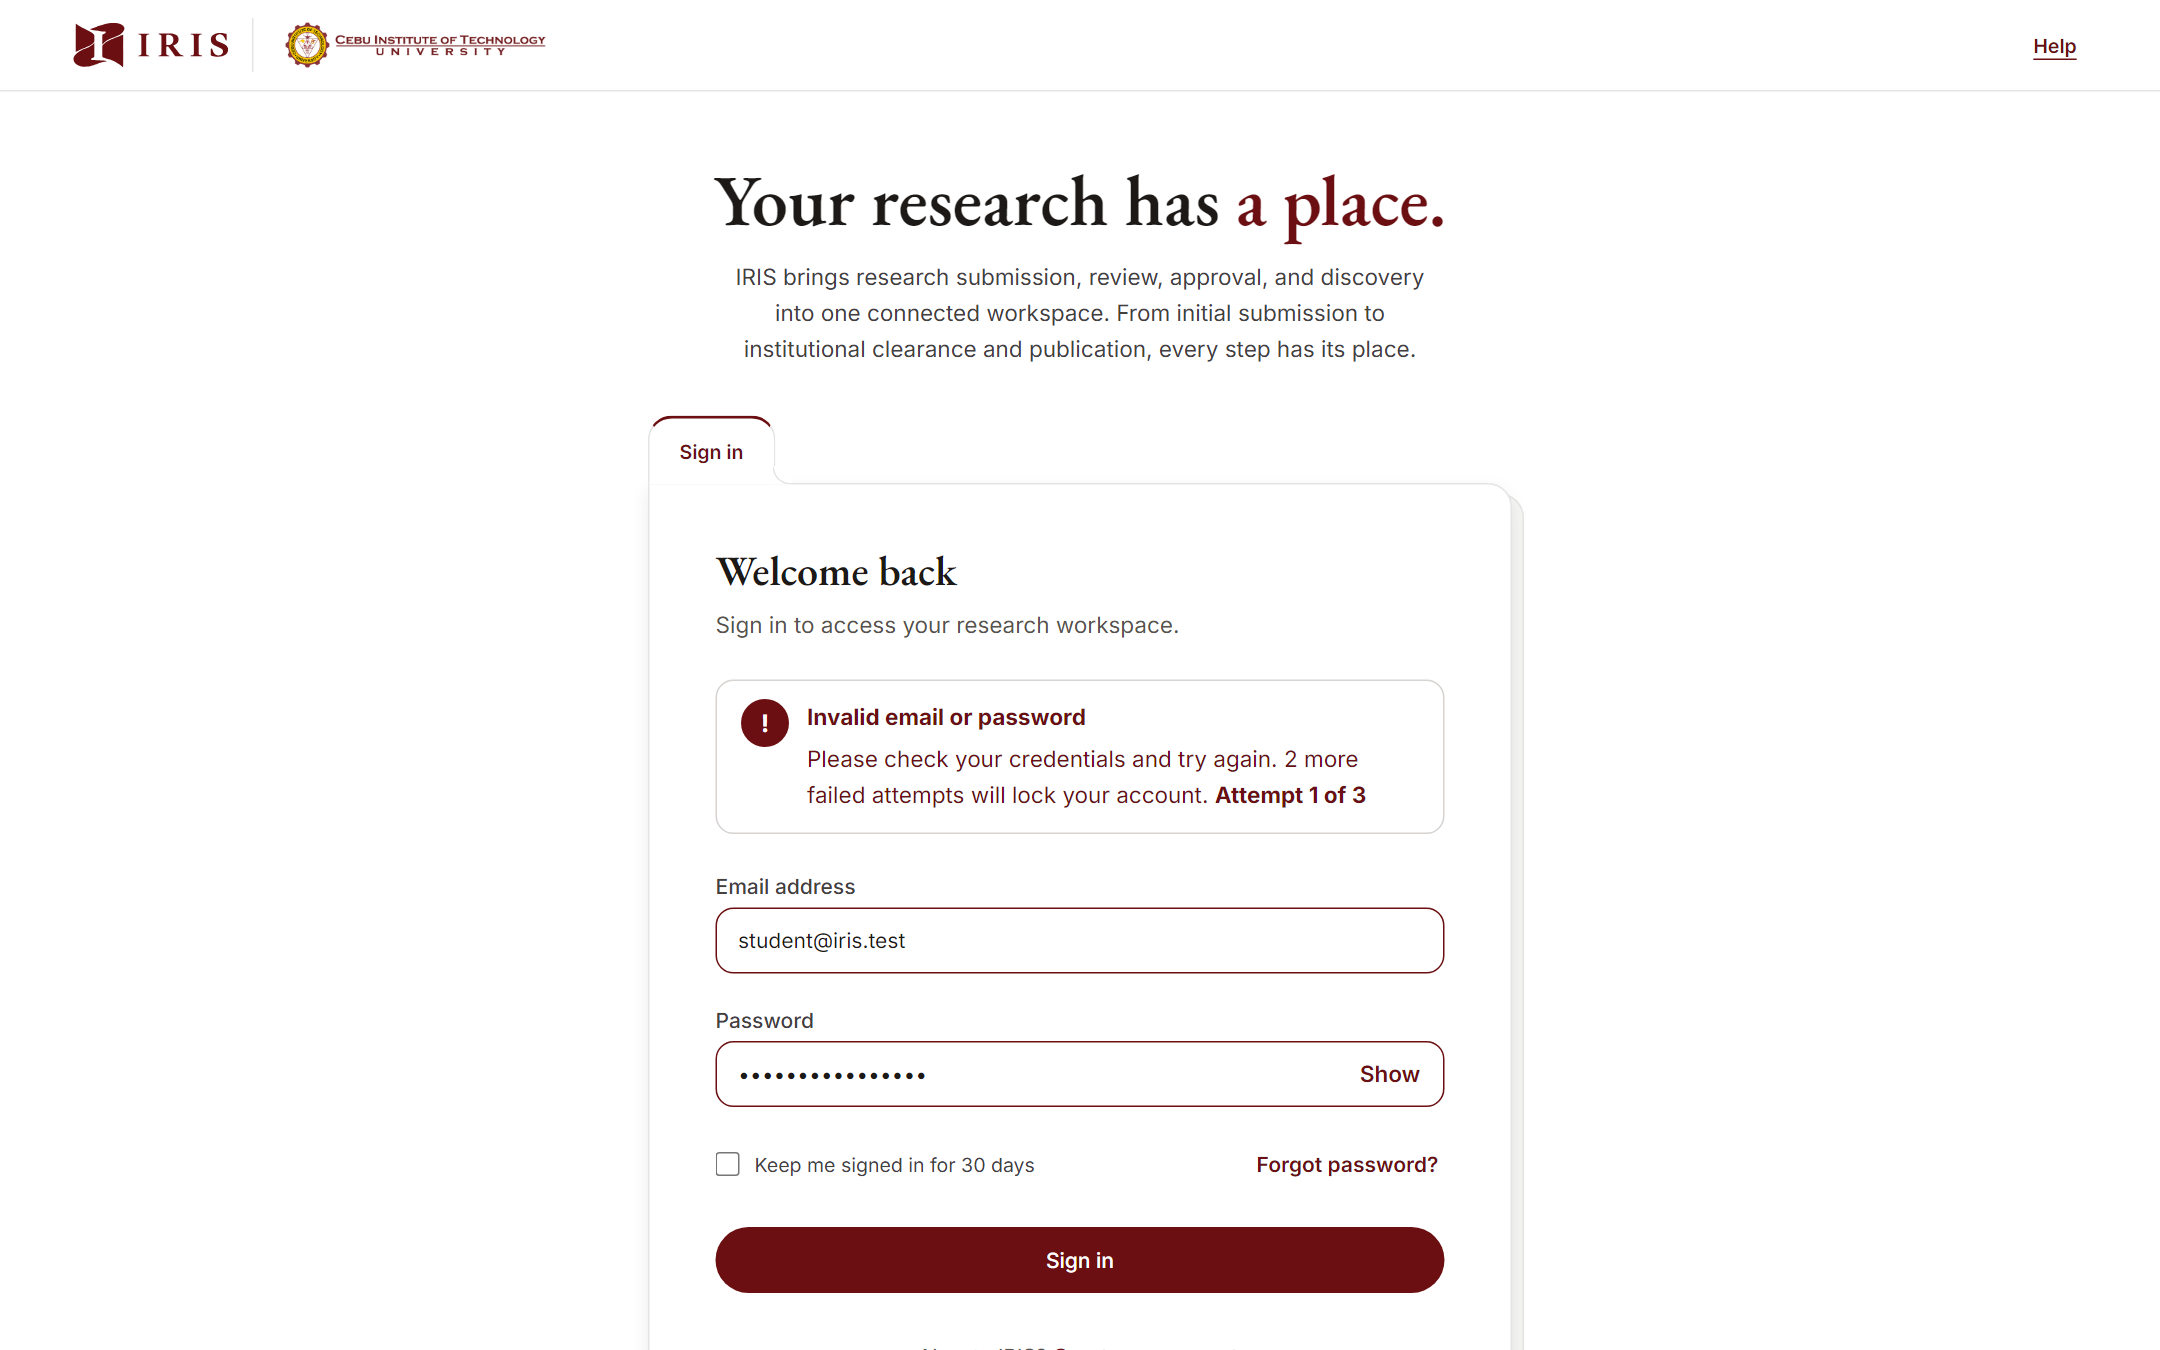 IRIS
CEBU INSTITUTE OF TECHNOLOGY
UNIVERSITY
Help
Your research has a place.
IRIS brings research submission, review, approval, and discovery
into one connected workspace. From initial submission to
institutional clearance and publication, every step has its place.
Sign in
Welcome back
Sign in to access your research workspace.
!
Invalid email or password
Please check your credentials and try again. 2 more
failed attempts will lock your account. Attempt 1 of 3
Email address
student@iris.test
Password
••••••••••••••••
Show
Keep me signed in for 30 days
Forgot password?
Sign in